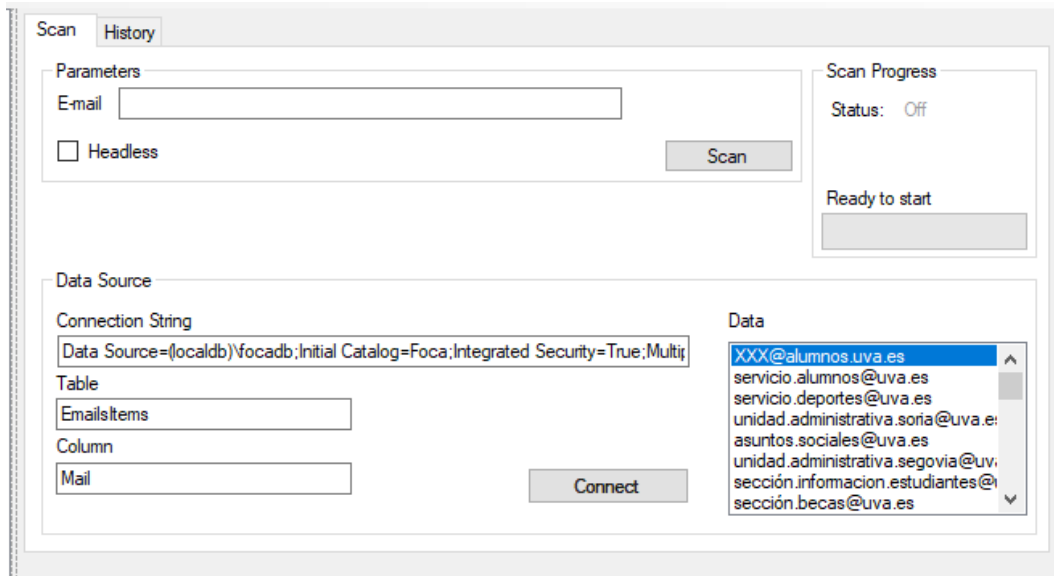 Scan
History
Parameters
E-mail
Headless
Scan
Scan Progress
Status: Off
Ready to start
Data Source
Connection String
Data Source=(localdb)\focadb;Initial Catalog=Foca;Integrated Security=True;Multip
Table
EmailsItems
Column
Mail
Connect
Data
XXX@alumnos.uva.es
servicio.alumnos@uva.es
servicio.deportes@uva.es
unidad.administrativa.soria@uva.es
asuntos.sociales@uva.es
unidad.administrativa.segovia@uva
sección.informacion.estudiantes@u
sección.becas@uva.es